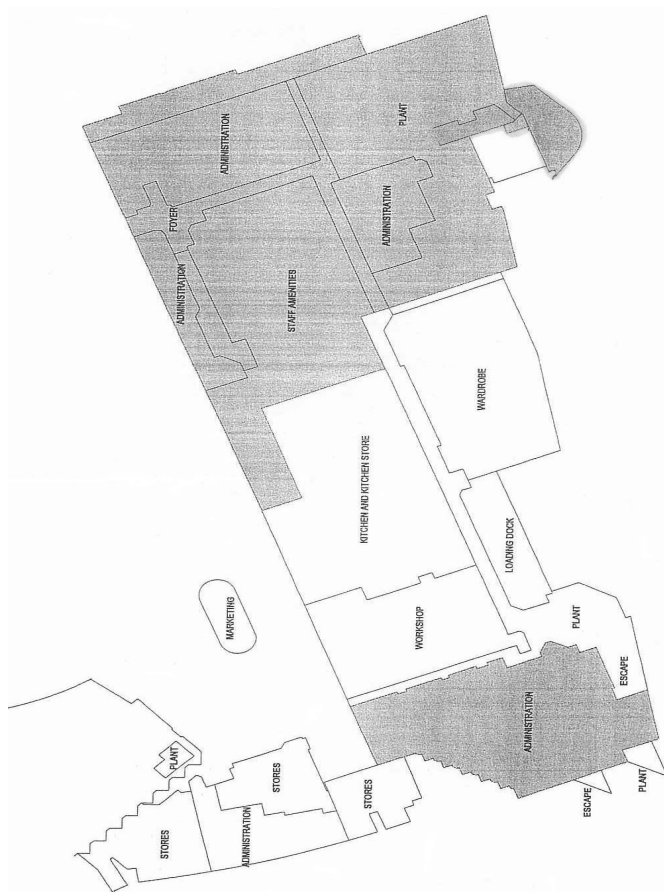 ADMINISTRATION
PLANT
FOYER
ADMINISTRATION
ADMINISTRATION
STAFF AMENITIES
WARDROBE
KITCHEN AND KITCHEN STORE
LOADING DOCK
MARKETING
WORKSHOP
PLANT
ESCAPE
ADMINISTRATION
PLANT
STORES
STORES
ESCAPE
PLANT
STORES
ADMINISTRATION